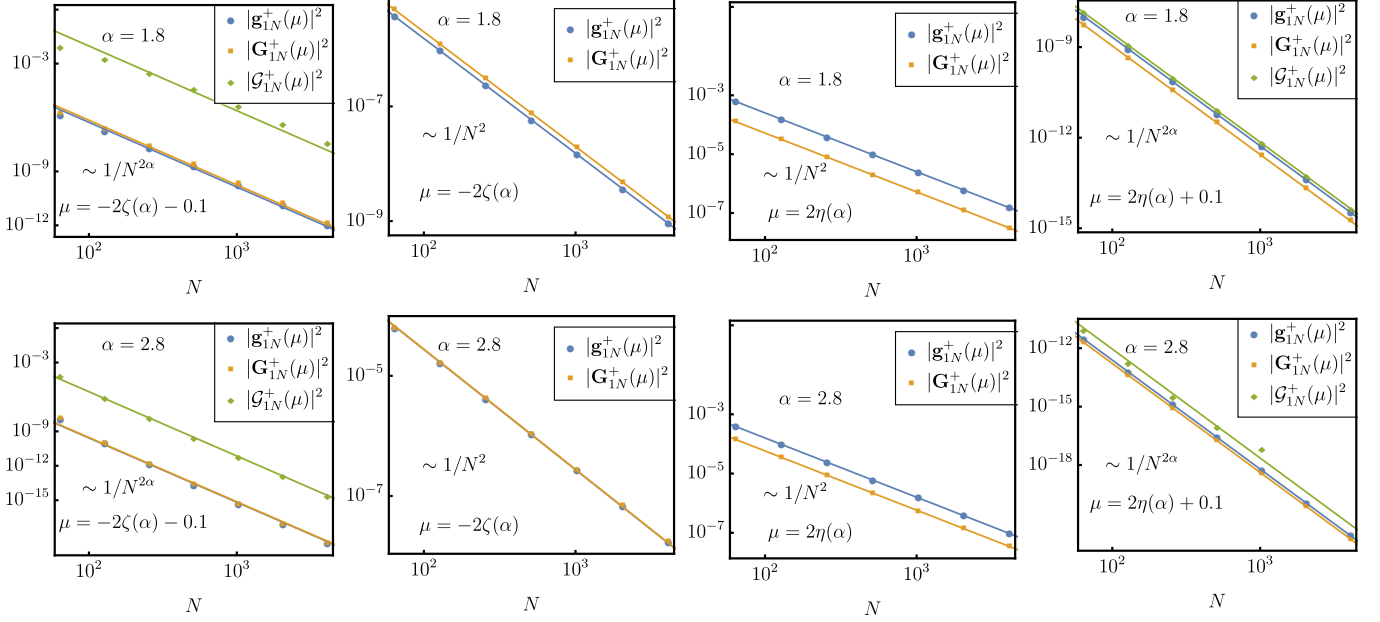 α = 1.8
|g⁺₁N(μ)|²
|G⁺₁N(μ)|²
|𝒢⁺₁N(μ)|²
10⁻³
10⁻⁹
10⁻¹²
∼ 1/N²ᵅ
μ = −2ζ(α) − 0.1
10² 10³
N
α = 1.8
|g⁺₁N(μ)|²
|G⁺₁N(μ)|²
10⁻⁷
10⁻⁹
∼ 1/N²
μ = −2ζ(α)
10² 10³
N
α = 1.8
|g⁺₁N(μ)|²
|G⁺₁N(μ)|²
10⁻³
10⁻⁵
10⁻⁷
∼ 1/N²
μ = 2η(α)
10² 10³
N
α = 1.8
|g⁺₁N(μ)|²
|G⁺₁N(μ)|²
|𝒢⁺₁N(μ)|²
10⁻⁹
10⁻¹²
10⁻¹⁵
∼ 1/N²ᵅ
μ = 2η(α) + 0.1
10² 10³
N
α = 2.8
|g⁺₁N(μ)|²
|G⁺₁N(μ)|²
|𝒢⁺₁N(μ)|²
10⁻³
10⁻⁹
10⁻¹²
10⁻¹⁵
∼ 1/N²ᵅ
μ = −2ζ(α) − 0.1
10² 10³
N
α = 2.8
|g⁺₁N(μ)|²
|G⁺₁N(μ)|²
10⁻⁵
10⁻⁷
∼ 1/N²
μ = −2ζ(α)
10² 10³
N
α = 2.8
|g⁺₁N(μ)|²
|G⁺₁N(μ)|²
10⁻³
10⁻⁵
10⁻⁷
∼ 1/N²
μ = 2η(α)
10² 10³
N
α = 2.8
|g⁺₁N(μ)|²
|G⁺₁N(μ)|²
|𝒢⁺₁N(μ)|²
10⁻¹²
10⁻¹⁵
10⁻¹⁸
∼ 1/N²ᵅ
μ = 2η(α) + 0.1
10² 10³
N